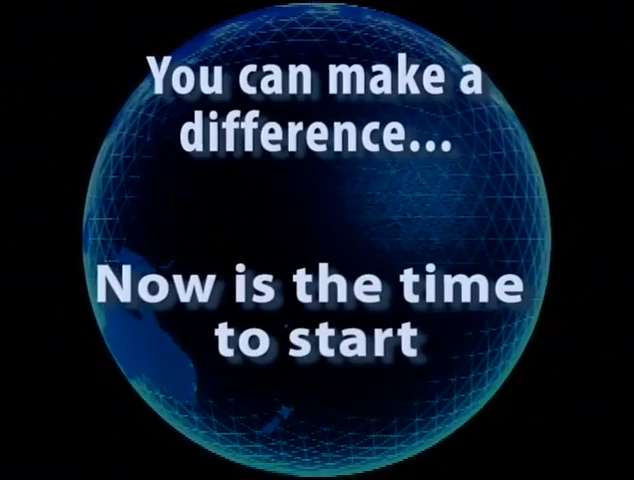 You can make a
difference...
Now is the time
to start